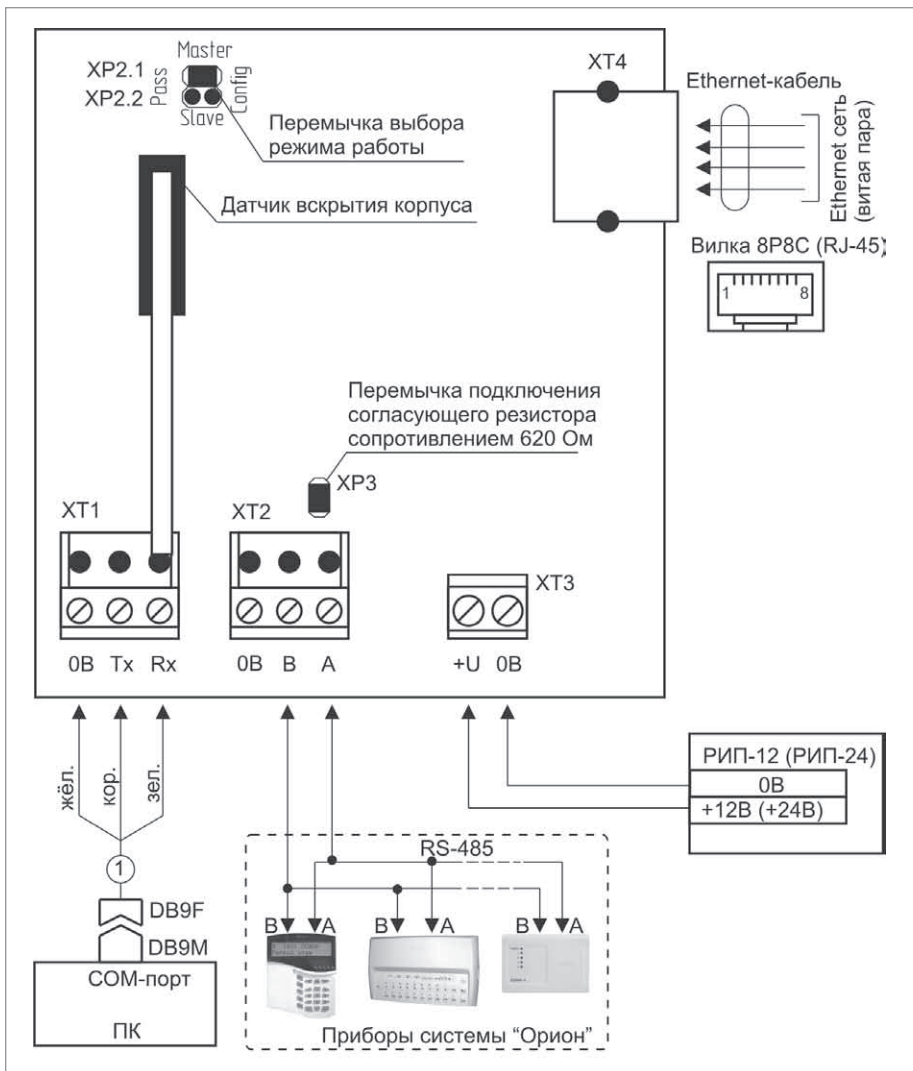 Master
XP2.1
XP2.2
Pass
Config
Slave
Перемычка выбора
режима работы
Датчик вскрытия корпуса
XT4
Ethernet-кабель
Ethernet сеть
(витая пара)
Вилка 8P8C (RJ-45)
1
8
Перемычка подключения
согласующего резистора
сопротивлением 620 Ом
XP3
XT1
XT2
XT3
0В Tx Rx
0В B A
+U 0В
жёл.
кор.
зел.
1
DB9F
DB9M
COM-порт
ПК
РИП-12 (РИП-24)
0В
+12В (+24В)
RS-485
B A
B A
B A
Приборы системы “Орион”